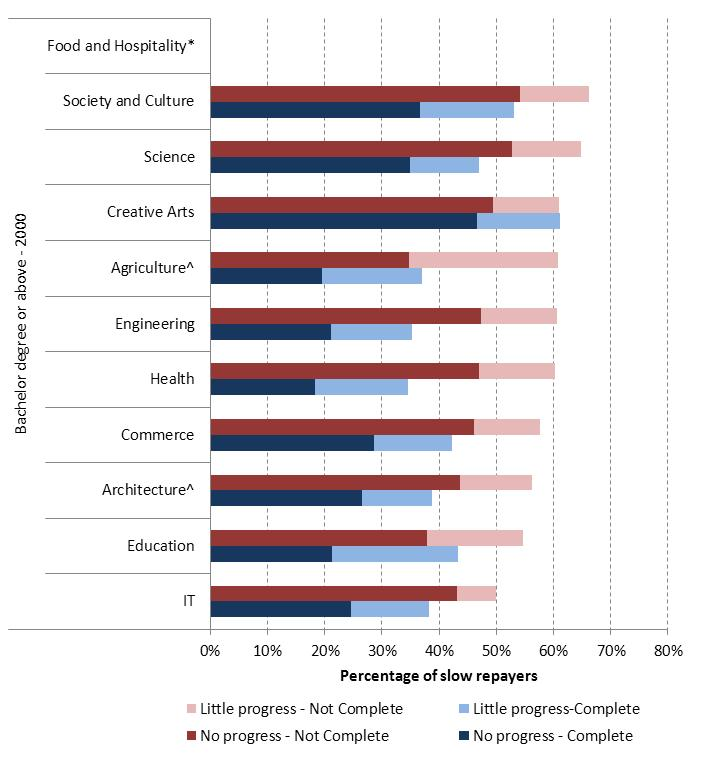 Bachelor degree or above - 2000
Food and Hospitality*
Society and Culture
Science
Creative Arts
Agriculture^
Engineering
Health
Commerce
Architecture^
Education
IT
0% 10% 20% 30% 40% 50% 60% 70% 80%
Percentage of slow repayers
Little progress - Not Complete Little progress-Complete
No progress - Not Complete No progress - Complete